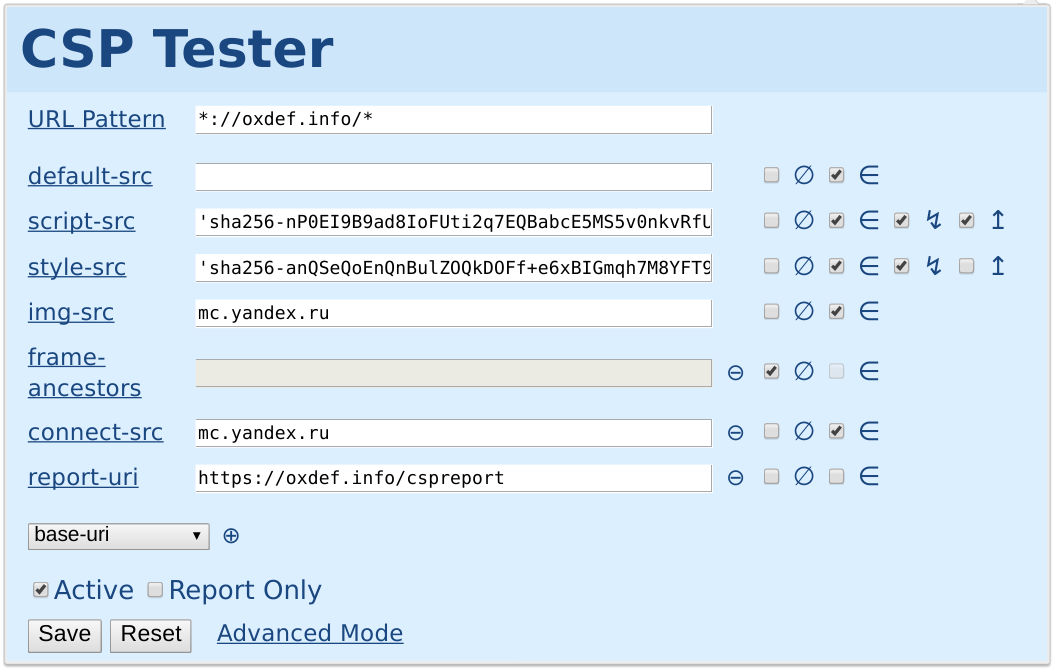 CSP Tester
URL Pattern *://oxdef.info/*
default-src ∅ ∈
script-src 'sha256-nP0EI9B9ad8IoFUti2q7EQBabcE5MS5v0nkvRfU ∅ ∈ ↯ ↥
style-src 'sha256-anQSeQoEnQnBulZOQkDOFf+e6xBIGmqh7M8YFT9 ∅ ∈ ↯ ↥
img-src mc.yandex.ru ∅ ∈
frame-
ancestors ⊖ ∅ ∈
connect-src mc.yandex.ru ⊖ ∅ ∈
report-uri https://oxdef.info/cspreport ⊖ ∅ ∈
base-uri ▾ ⊕
Active Report Only
Save Reset Advanced Mode